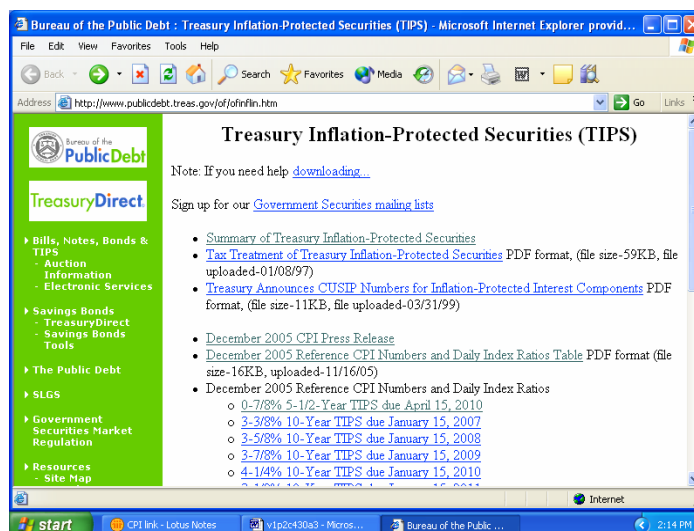 Bureau of the Public Debt : Treasury Inflation-Protected Securities (TIPS) - Microsoft Internet Explorer provid...
File Edit View Favorites Tools Help
Back Search Favorites Media
Address http://www.publicdebt.treas.gov/of/ofinflin.htm Go Links
Bureau of the
PublicDebt
TreasuryDirect
Bills, Notes, Bonds &
TIPS
- Auction
Information
- Electronic Services
Savings Bonds
- TreasuryDirect
- Savings Bonds
Tools
The Public Debt
SLGS
Government
Securities Market
Regulation
Resources
- Site Map
Treasury Inflation-Protected Securities (TIPS)
Note: If you need help downloading...
Sign up for our Government Securities mailing lists
• Summary of Treasury Inflation-Protected Securities
• Tax Treatment of Treasury Inflation-Protected Securities PDF format, (file size-59KB, file
uploaded-01/08/97)
• Treasury Announces CUSIP Numbers for Inflation-Protected Interest Components PDF
format, (file size-11KB, file uploaded-03/31/99)
• December 2005 CPI Press Release
• December 2005 Reference CPI Numbers and Daily Index Ratios Table PDF format (file
size-16KB, uploaded-11/16/05)
• December 2005 Reference CPI Numbers and Daily Index Ratios
o 0-7/8% 5-1/2-Year TIPS due April 15, 2010
o 3-3/8% 10-Year TIPS due January 15, 2007
o 3-5/8% 10-Year TIPS due January 15, 2008
o 3-7/8% 10-Year TIPS due January 15, 2009
o 4-1/4% 10-Year TIPS due January 15, 2010
Internet
start CPI link - Lotus Notes v1p2c430a3 - Micros... Bureau of the Public ... 2:14 PM